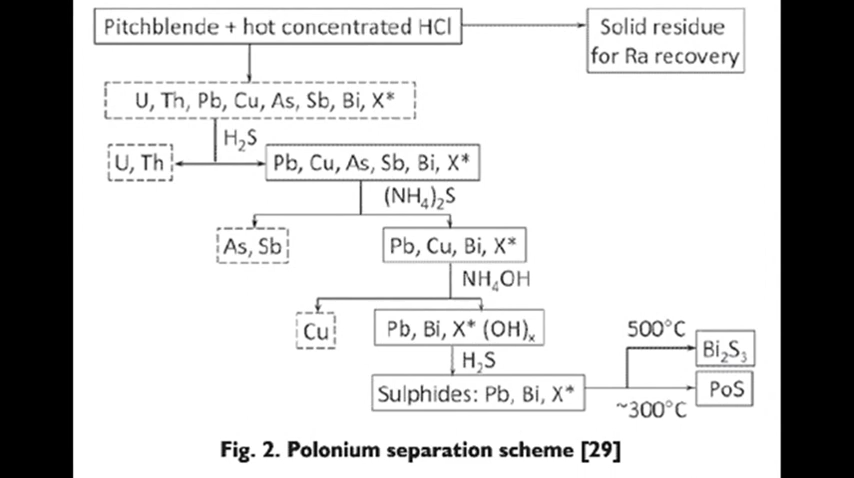 Pitchblende + hot concentrated HCl
Solid residue
for Ra recovery
U, Th, Pb, Cu, As, Sb, Bi, X*
H₂S
U, Th
Pb, Cu, As, Sb, Bi, X*
(NH₄)₂S
As, Sb
Pb, Cu, Bi, X*
NH₄OH
Cu
Pb, Bi, X* (OH)ₓ
H₂S
Sulphides: Pb, Bi, X*
500°C
Bi₂S₃
~300°C
PoS
Fig. 2. Polonium separation scheme [29]